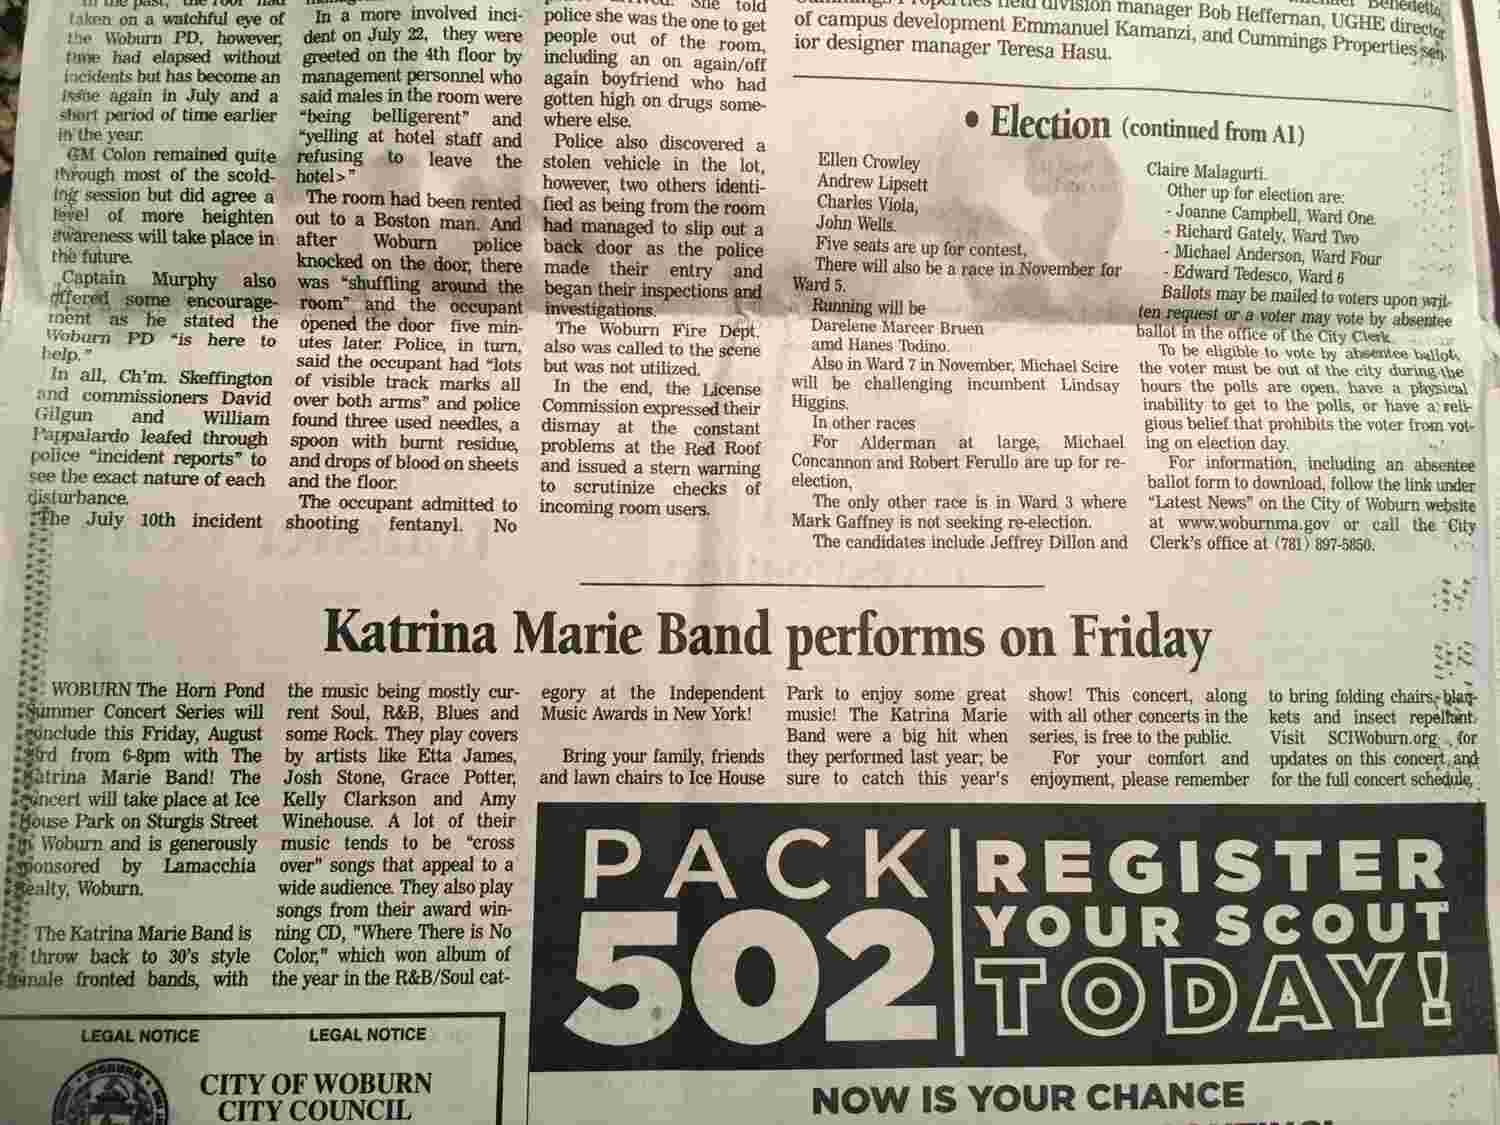 In the past, the roof had
taken on a watchful eye of
the Woburn PD, however,
time had elapsed without
incidents but has become an
issue again in July and a
short period of time earlier
in the year.
GM Colon remained quite
through most of the scold-
ing session but did agree a
level of more heighten
awareness will take place in
the future.
Captain Murphy also
offered some encourage-
ment as he stated the
Woburn PD "is here to
help."
In all, Ch'm. Skeffington
and commissioners David
Gilgun and William
Pappalardo leafed through
police "incident reports" to
see the exact nature of each
disturbance.
The July 10th incident
In a more involved inci-
dent on July 22, they were
greeted on the 4th floor by
management personnel who
said males in the room were
"being belligerent" and
"yelling at hotel staff and
refusing to leave the
hotel>"
The room had been rented
out to a Boston man. And
after Woburn police
knocked on the door, there
was "shuffling around the
room" and the occupant
opened the door five min-
utes later. Police, in turn,
said the occupant had "lots
of visible track marks all
over both arms" and police
found three used needles, a
spoon with burnt residue,
and drops of blood on sheets
and the floor.
The occupant admitted to
shooting fentanyl. No
She told
police she was the one to get
people out of the room,
including an on again/off
again boyfriend who had
gotten high on drugs some-
where else.
Police also discovered a
stolen vehicle in the lot,
however, two others identi-
fied as being from the room
had managed to slip out a
back door as the police
made their entry and
began their inspections and
investigations.
The Woburn Fire Dept.
also was called to the scene
but was not utilized.
In the end, the License
Commission expressed their
dismay at the constant
problems at the Red Roof
and issued a stern warning
to scrutinize checks of
incoming room users.
Cummings Properties field division manager Bob Heffernan, UGHE director
of campus development Emmanuel Kamanzi, and Cummings Properties sen-
ior designer manager Teresa Hasu.
• Election (continued from A1)
Ellen Crowley
Andrew Lipsett
Charles Viola,
John Wells.
Five seats are up for contest,
There will also be a race in November for
Ward 5.
Running will be
Darelene Mareer Bruen
amd Hanes Todino.
Also in Ward 7 in November, Michael Scire
will be challenging incumbent Lindsay
Higgins.
In other races
For Alderman at large, Michael
Concannon and Robert Ferullo are up for re-
election,
The only other race is in Ward 3 where
Mark Gaffney is not seeking re-election.
The candidates include Jeffrey Dillon and
Claire Malagurti.
Other up for election are:
- Joanne Campbell, Ward One
- Richard Gately, Ward Two
- Michael Anderson, Ward Four
- Edward Tedesco, Ward 6
Ballots may be mailed to voters upon writ-
ten request or a voter may vote by absentee
ballot in the office of the City Clerk.
To be eligible to vote by absentee ballot,
the voter must be out of the city during the
hours the polls are open, have a physical
inability to get to the polls, or have a reli-
gious belief that prohibits the voter from vot-
ing on election day.
For information, including an absentee
ballot form to download, follow the link under
"Latest News" on the City of Woburn website
at www.woburnma.gov or call the City
Clerk's office at (781) 897-5850.
Katrina Marie Band performs on Friday
WOBURN The Horn Pond
Summer Concert Series will
conclude this Friday, August
from 6-8pm with The
Katrina Marie Band! The
concert will take place at Ice
House Park on Sturgis Street
in Woburn and is generously
sponsored by Lamacchia
Realty, Woburn.
The Katrina Marie Band is
a throw back to 30's style
female fronted bands, with
the music being mostly cur-
rent Soul, R&B, Blues and
some Rock. They play covers
by artists like Etta James,
Josh Stone, Grace Potter,
Kelly Clarkson and Amy
Winehouse. A lot of their
music tends to be "cross
over" songs that appeal to a
wide audience. They also play
songs from their award win-
ning CD, "Where There is No
Color," which won album of
the year in the R&B/Soul cat-
egory at the Independent
Music Awards in New York!
Bring your family, friends
and lawn chairs to Ice House
Park to enjoy some great
music! The Katrina Marie
Band were a big hit when
they performed last year; be
sure to catch this year's
show! This concert, along
with all other concerts in the
series, is free to the public.
For your comfort and
enjoyment, please remember
to bring folding chairs, blan-
kets and insect repellant.
Visit SCIWoburn.org for
updates on this concert and
for the full concert schedule.
PACK
502
REGISTER
YOUR SCOUT
TODAY!
NOW IS YOUR CHANCE
LEGAL NOTICE
LEGAL NOTICE
WOBURN
CITY OF WOBURN
CITY COUNCIL